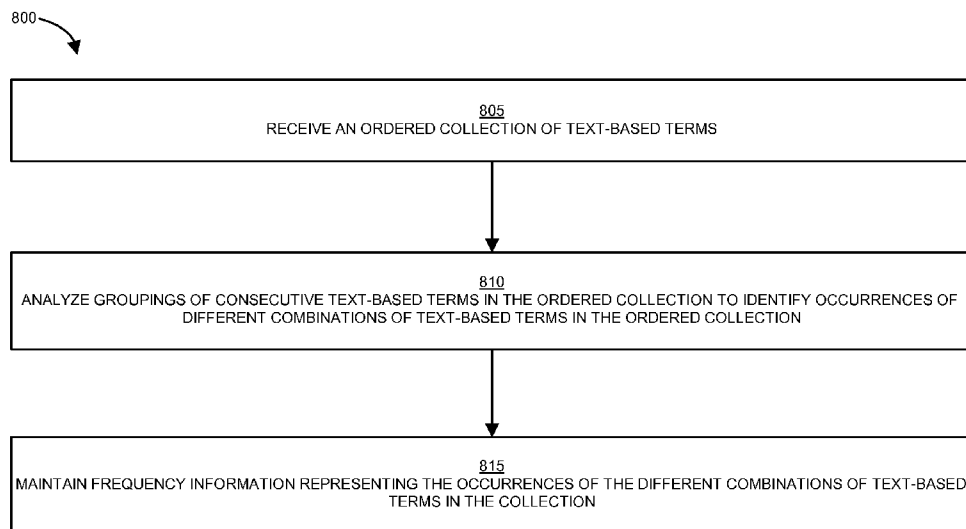 800
805
RECEIVE AN ORDERED COLLECTION OF TEXT-BASED TERMS
810
ANALYZE GROUPINGS OF CONSECUTIVE TEXT-BASED TERMS IN THE ORDERED COLLECTION TO IDENTIFY OCCURRENCES OF
DIFFERENT COMBINATIONS OF TEXT-BASED TERMS IN THE ORDERED COLLECTION
815
MAINTAIN FREQUENCY INFORMATION REPRESENTING THE OCCURRENCES OF THE DIFFERENT COMBINATIONS OF TEXT-BASED
TERMS IN THE COLLECTION